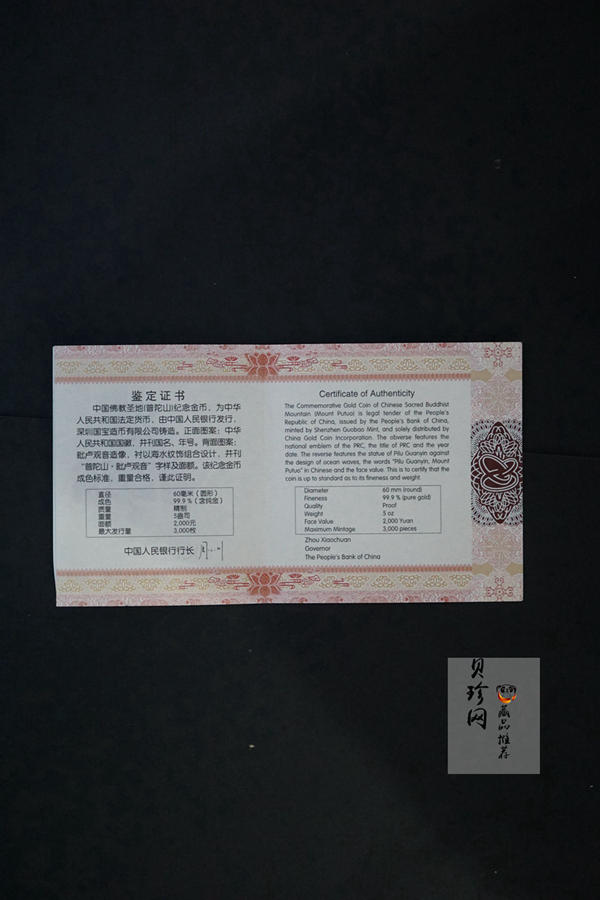 鉴定证书
中国佛教圣地(普陀山)纪念金币，为中华
人民共和国法定货币，由中国人民银行发行，
深圳国宝造币有限公司铸造。正面图案：中华
人民共和国国徽，并刊国名、年号。背面图案：
毗卢观音造像，衬以海水纹饰组合设计，并刊
“普陀山·毗卢观音”字样及面额。该纪念金币
成色标准，重量合格，谨此证明。
直径 60毫米（圆形）
成色 99.9％（含纯金）
质量 精制
重量 5盎司
面额 2,000元
最大发行量 3,000枚
中国人民银行行长
Certificate of Authenticity
The Commemorative Gold Coin of Chinese Sacred Buddhist
Mountain (Mount Putuo) is legal tender of the People's
Republic of China, issued by the People's Bank of China,
minted by Shenzhen Guobao Mint, and solely distributed by
China Gold Coin Incorporation. The obverse features the
national emblem of the PRC, the title of PRC and the year
date. The reverse features the statue of Pilu Guanyin against
the design of ocean waves, the words "Pilu Guanyin, Mount
Putuo" in Chinese and the face value. This is to certify that the
coin is up to standard as to its fineness and weight.
Diameter 60 mm (round)
Fineness 99.9 % (pure gold)
Quality Proof
Weight 5 oz
Face Value 2,000 Yuan
Maximum Mintage 3,000 pieces
Zhou Xiaochuan
Governor
The People's Bank of China
贝珍网
藏品推荐